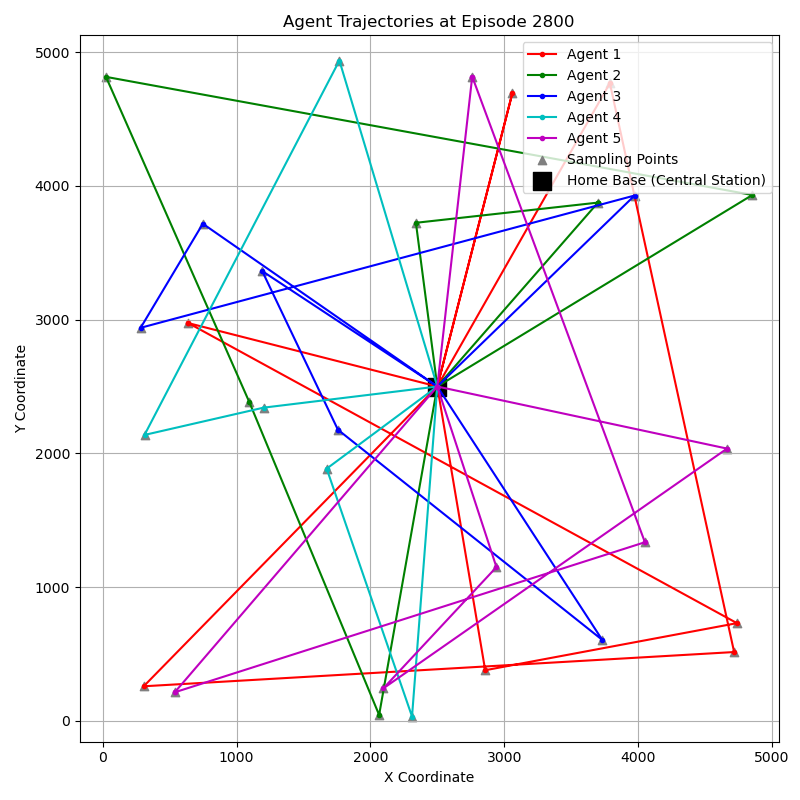 Agent Trajectories at Episode 2800
Agent 1
Agent 2
Agent 3
Agent 4
Agent 5
Sampling Points
Home Base (Central Station)
Y Coordinate
5000
4000
3000
2000
1000
0
0 1000 2000 3000 4000 5000
X Coordinate